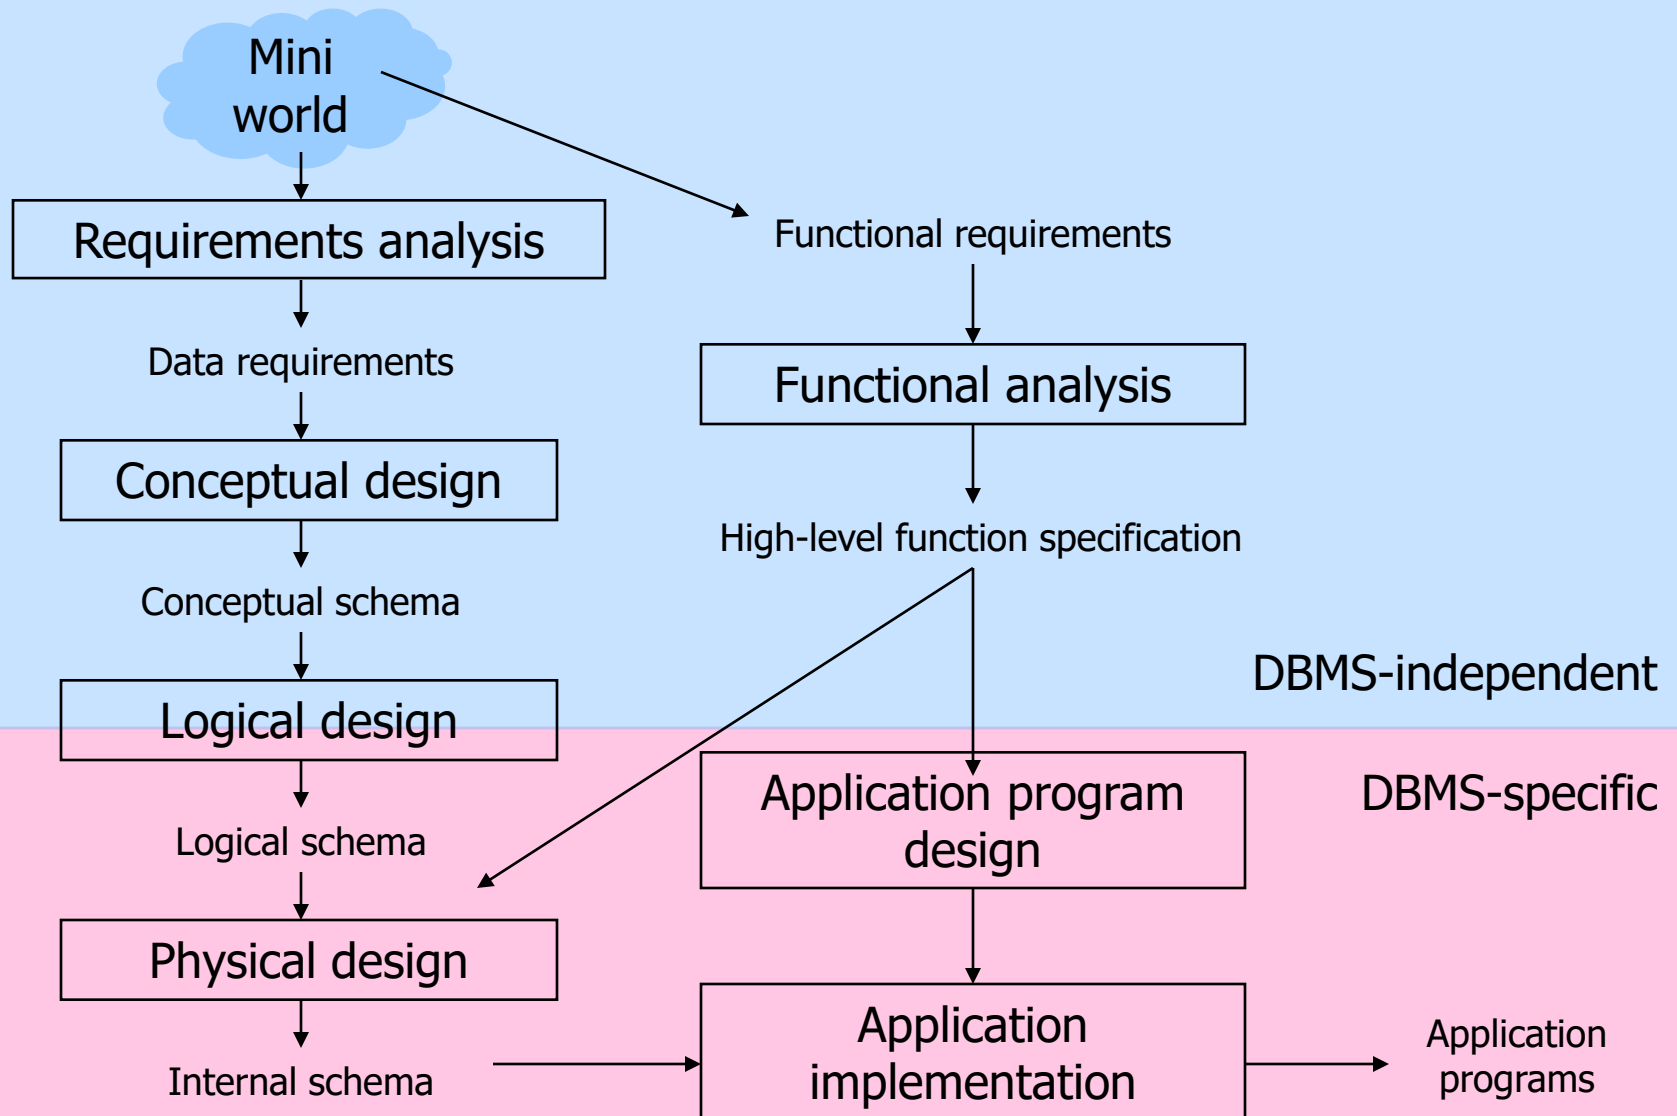 Mini
world
Requirements analysis
Functional requirements
Data requirements
Functional analysis
Conceptual design
High-level function specification
Conceptual schema
DBMS-independent
Logical design
DBMS-specific
Application program
design
Logical schema
Physical design
Application
implementation
Application
programs
Internal schema